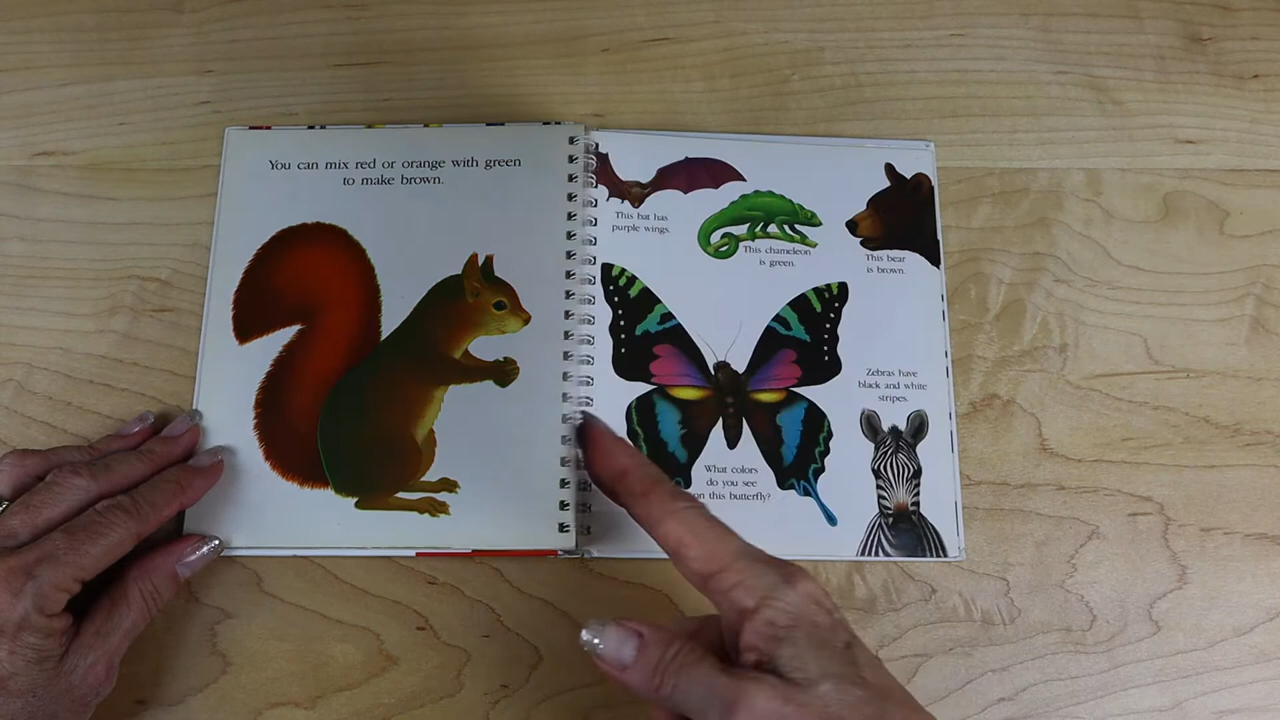 You can mix red or orange with green
to make brown.
This bat has
purple wings.
This chameleon
is green.
This bear
is brown.
Zebras have
black and white
stripes.
What colors
do you see
on this butterfly?